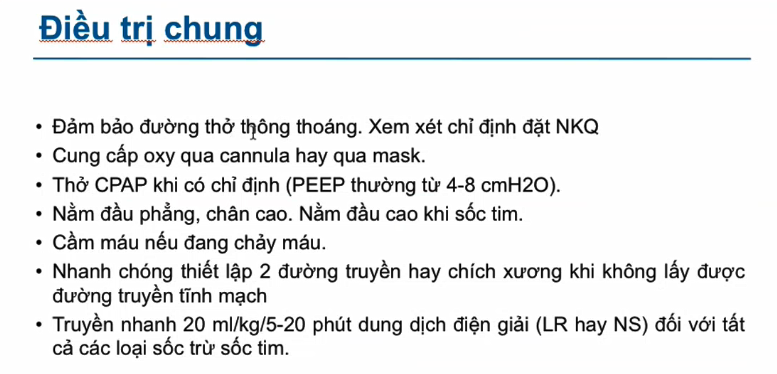 Điều trị chung
• Đảm bảo đường thở thông thoáng. Xem xét chỉ định đặt NKQ
• Cung cấp oxy qua cannula hay qua mask.
• Thở CPAP khi có chỉ định (PEEP thường từ 4-8 cmH2O).
• Nằm đầu phẳng, chân cao. Nằm đầu cao khi sốc tim.
• Cầm máu nếu đang chảy máu.
• Nhanh chóng thiết lập 2 đường truyền hay chích xương khi không lấy được
đường truyền tĩnh mạch
• Truyền nhanh 20 ml/kg/5-20 phút dung dịch điện giải (LR hay NS) đối với tất
cả các loại sốc trừ sốc tim.